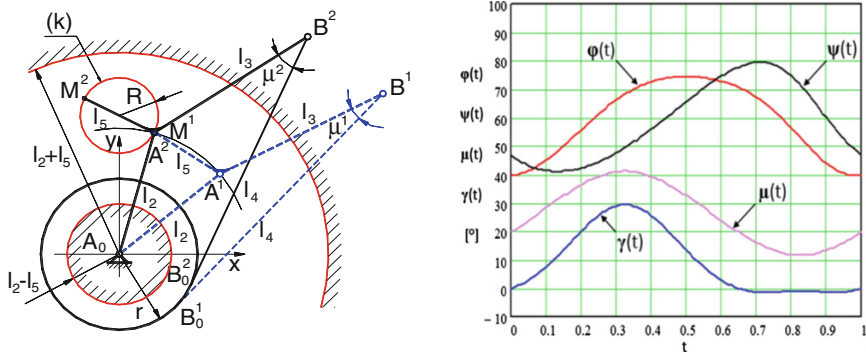 (k)
B²
l₃
μ²
M²
R
B¹
l₅
l₃
μ¹
y
M¹
A²
l₅
l₂+l₅
A¹
l₄
l₂
l₂
l₄
A₀
x
B₀²
l₂-l₅
r
B₀¹
100
90
φ(t)
ψ(t)
80
φ(t)
70
ψ(t)
60
50
μ(t)
40
γ(t)
30
μ(t)
20
[°]
γ(t)
10
0
-10
0 0.1 0.2 0.3 0.4 0.5 0.6 0.7 0.8 0.9 1
t